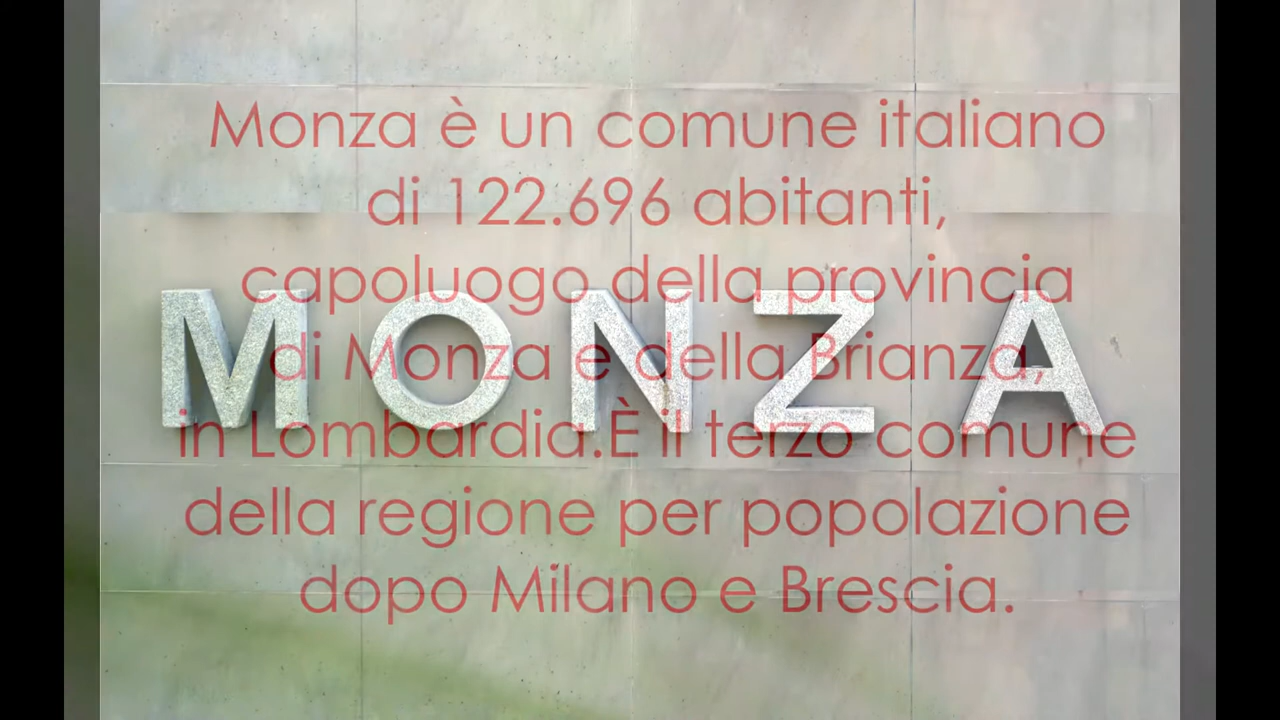 Monza è un comune italiano
di 122.696 abitanti,
capoluogo della provincia
MONZA
di Monza e della Brianza,
in Lombardia.È il terzo comune
della regione per popolazione
dopo Milano e Brescia.